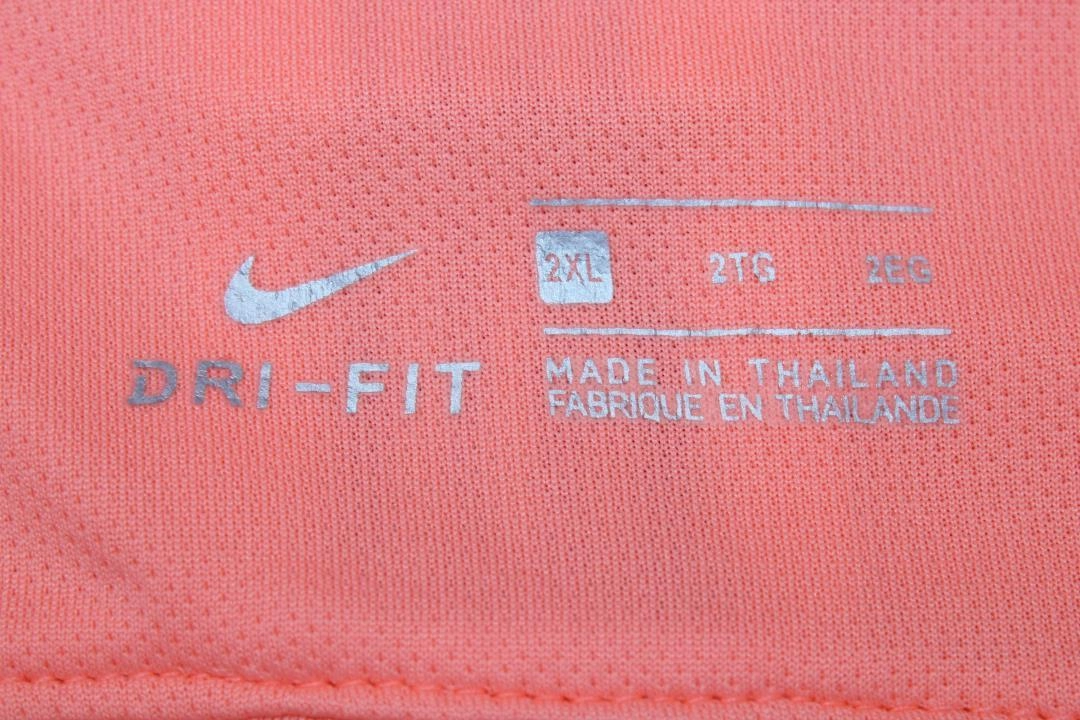 DRI-FIT
2XL 2TG 2EG
MADE IN THAILAND
FABRIQUE EN THAILANDE